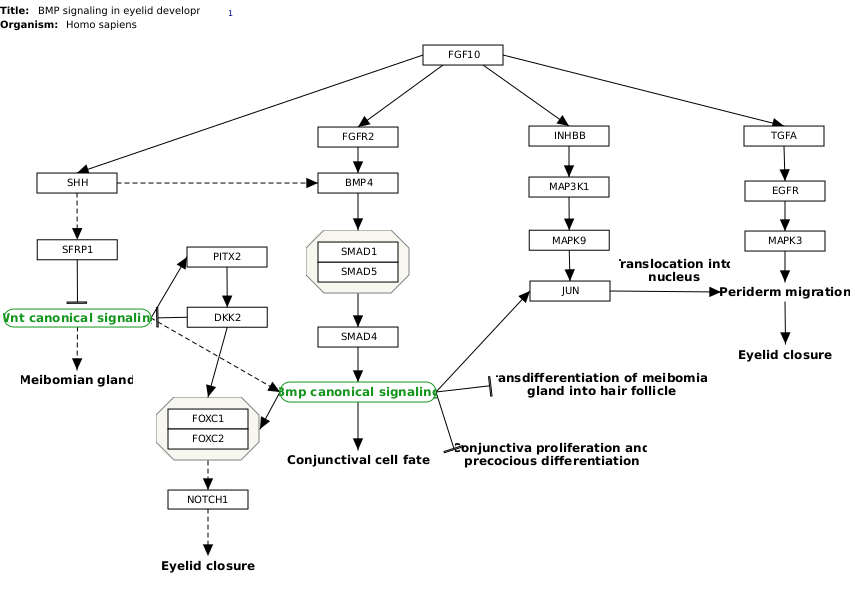 Title: BMP signaling in eyelid developr 1
Organism: Homo sapiens
FGF10
FGFR2
INHBB
TGFA
SHH
BMP4
MAP3K1
EGFR
SFRP1
PITX2
SMAD1
SMAD5
MAPK9
MAPK3
Translocation into
nucleus
JUN
Periderm migration
Wnt canonical signaling
DKK2
SMAD4
Eyelid closure
Meibomian gland
Bmp canonical signaling
ansdifferentiation of meibomia
gland into hair follicle
FOXC1
FOXC2
Conjunctival cell fate
Conjunctiva proliferation and
precocious differentiation
NOTCH1
Eyelid closure